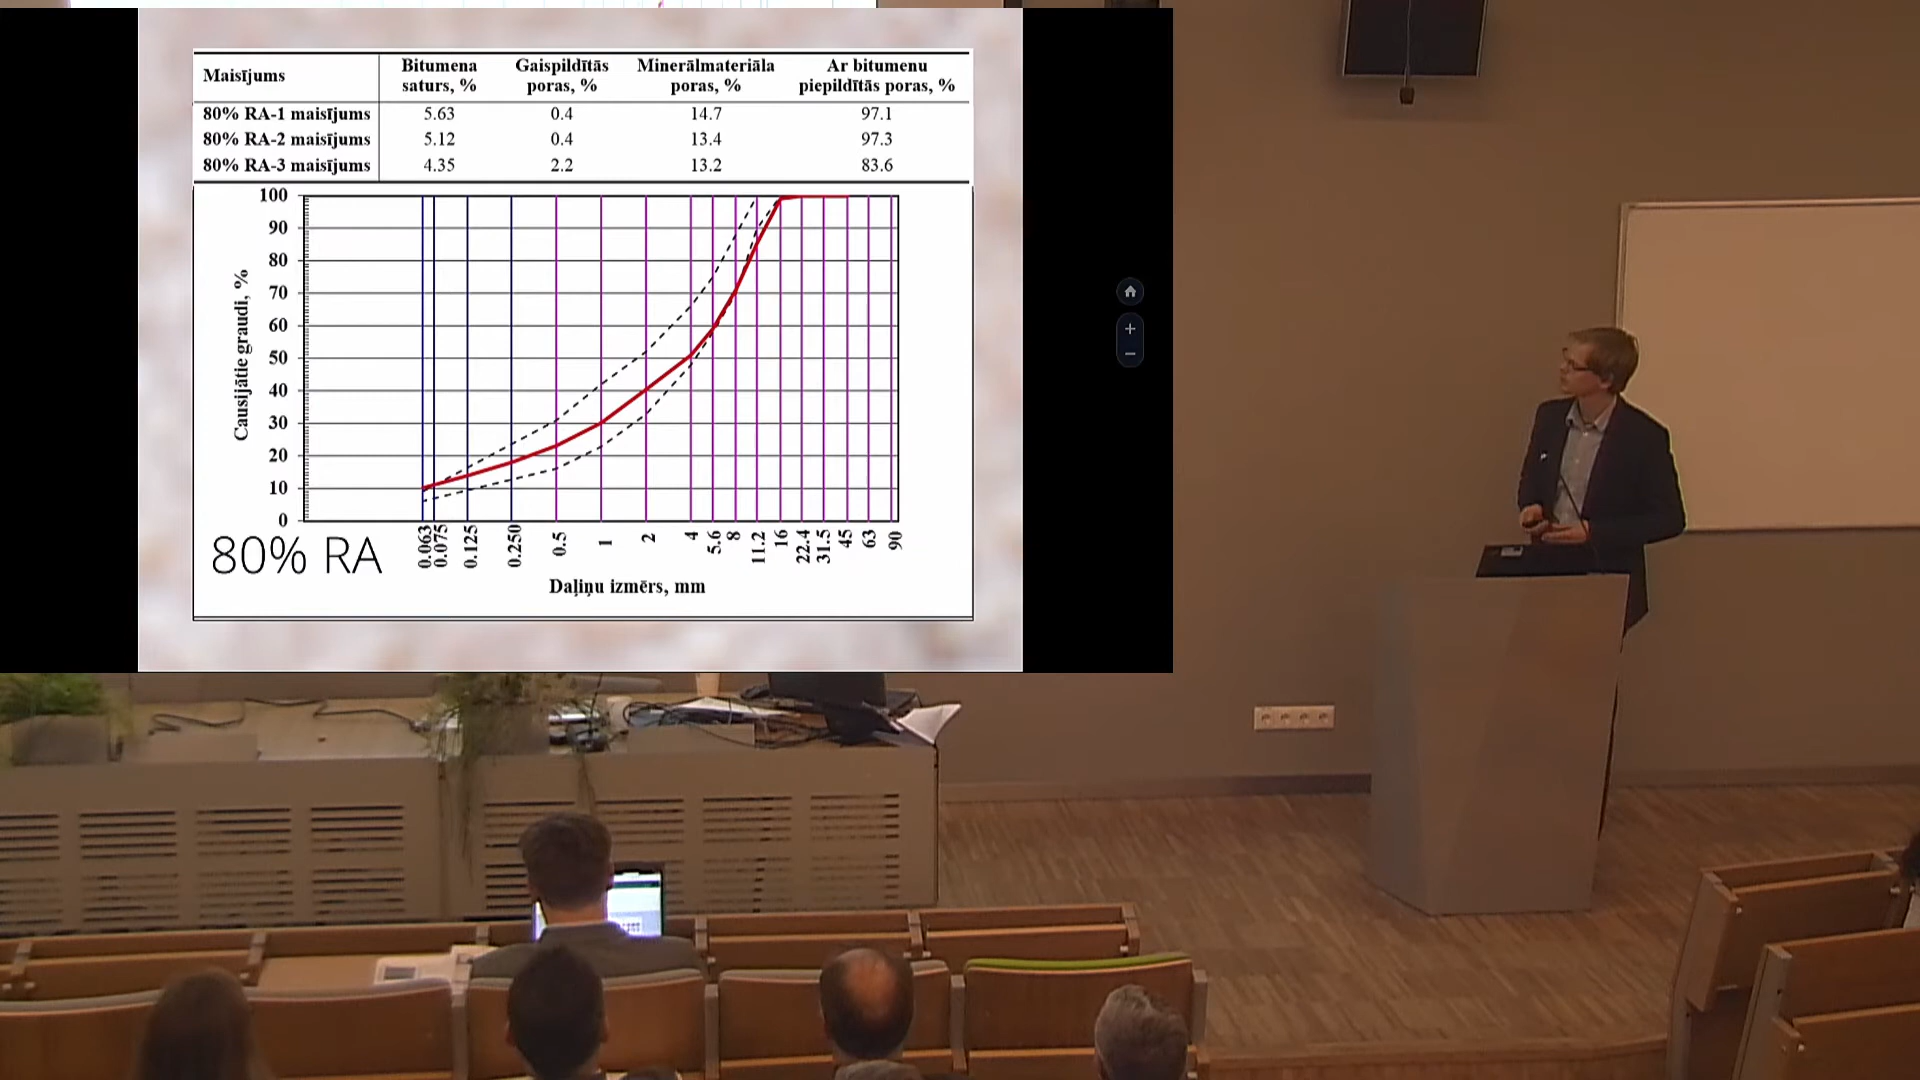 Maisījums Bitumena saturs, % Gaispildītās poras, % Minerālmateriāla poras, % Ar bitumenu piepildītās poras, %
80% RA-1 maisījums 5.63 0.4 14.7 97.1
80% RA-2 maisījums 5.12 0.4 13.4 97.3
80% RA-3 maisījums 4.35 2.2 13.2 83.6
Causijātie graudi, %
100
90
80
70
60
50
40
30
20
10
0
0.063 0.075 0.125 0.250 0.5 1 2 4 5.6 8 11.2 16 22.4 31.5 45 63 90
80% RA
Daļiņu izmērs, mm
+
−